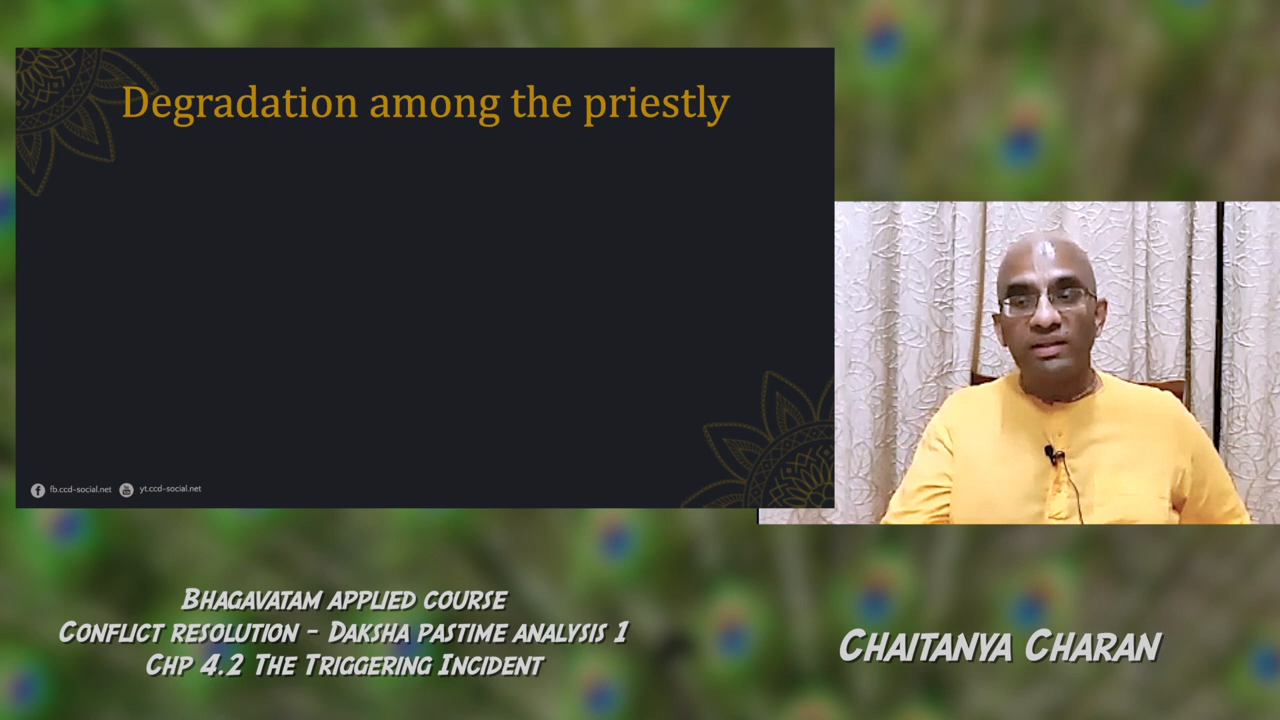 Degradation among the priestly
fb.ccd-social.net yt.ccd-social.net
Bhagavatam applied course
Conflict resolution - Daksha pastime analysis 1
Chp 4.2 The Triggering Incident
Chaitanya Charan